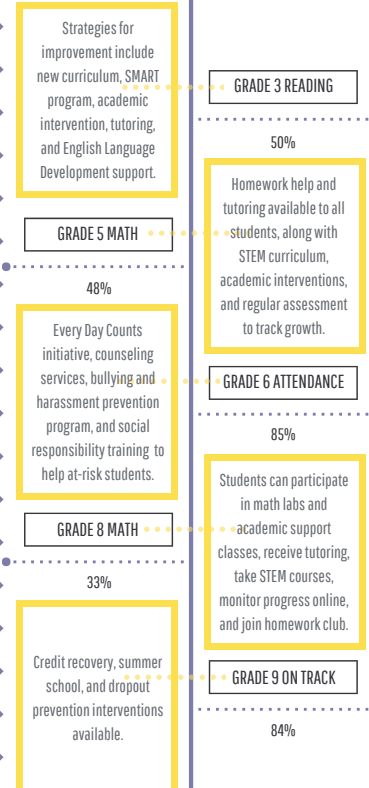 Strategies for
improvement include
new curriculum, SMART
program, academic
intervention, tutoring,
and English Language
Development support.
GRADE 3 READING
50%
GRADE 5 MATH
48%
Homework help and
tutoring available to all
students, along with
STEM curriculum,
academic interventions,
and regular assessment
to track growth.
Every Day Counts
initiative, counseling
services, bullying and
harassment prevention
program, and social
responsibility training to
help at-risk students.
GRADE 6 ATTENDANCE
85%
GRADE 8 MATH
33%
Students can participate
in math labs and
academic support
classes, receive tutoring,
take STEM courses,
monitor progress online,
and join homework club.
Credit recovery, summer
school, and dropout
prevention interventions
available.
GRADE 9 ON TRACK
84%